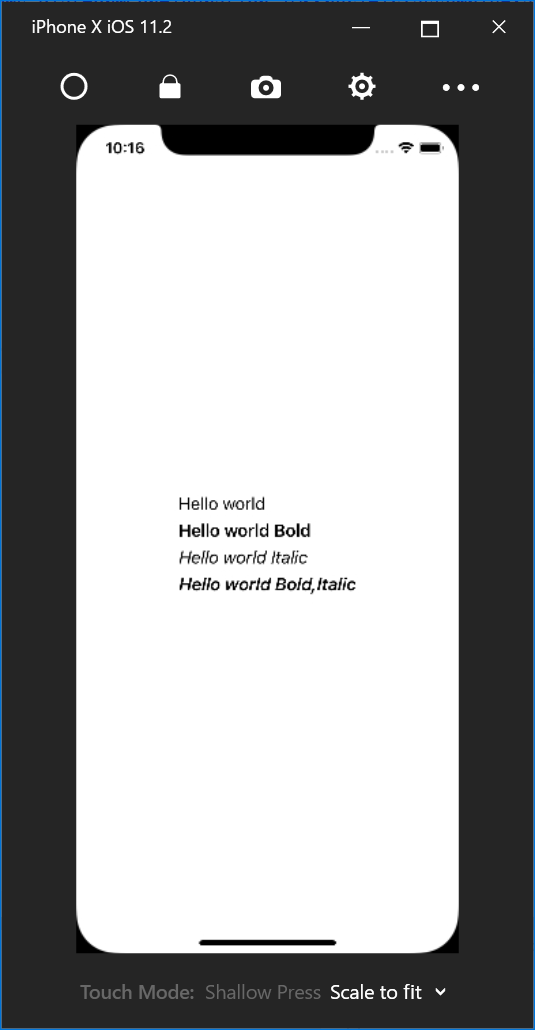 iPhone X iOS 11.2
10:16
Hello world
Hello world Bold
Hello world Italic
Hello world Bold,Italic
Touch Mode: Shallow Press Scale to fit